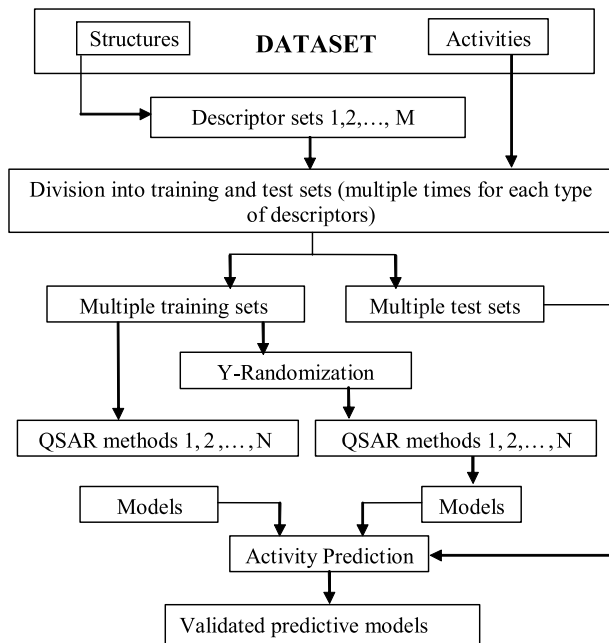 Structures
DATASET
Activities
Descriptor sets 1,2,…, M
Division into training and test sets (multiple times for each type
of descriptors)
Multiple training sets
Multiple test sets
Y-Randomization
QSAR methods 1, 2 ,… , N
QSAR methods 1, 2,… , N
Models
Models
Activity Prediction
Validated predictive models